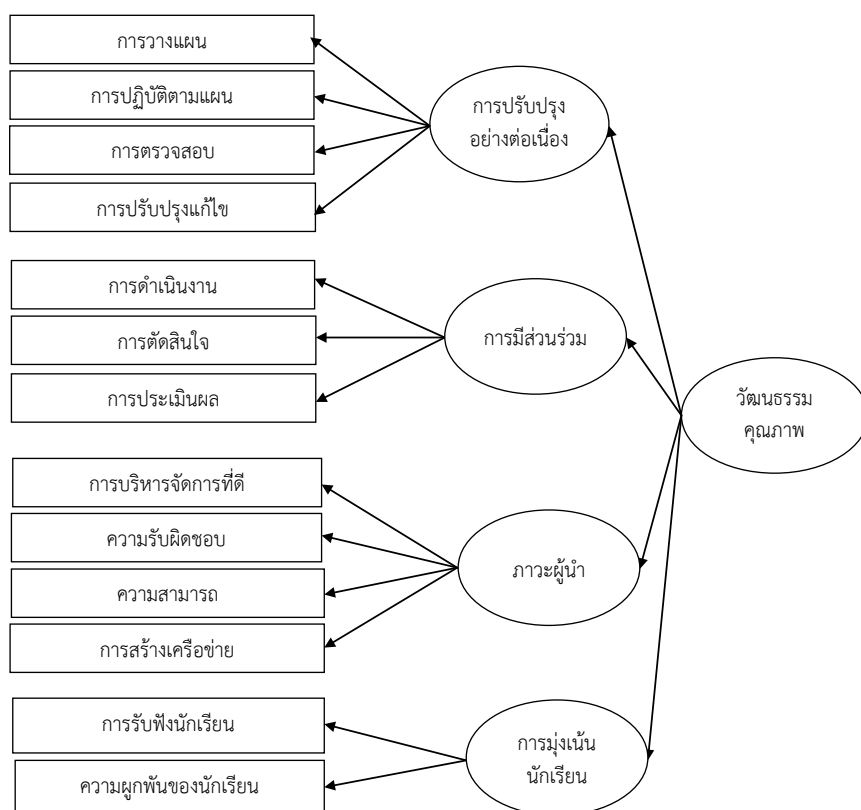 การวางแผน
การปฏิบัติตามแผน
การตรวจสอบ
การปรับปรุงแก้ไข
การปรับปรุง
อย่างต่อเนื่อง
การดำเนินงาน
การตัดสินใจ
การประเมินผล
การมีส่วนร่วม
วัฒนธรรม
คุณภาพ
การบริหารจัดการที่ดี
ความรับผิดชอบ
ความสามารถ
การสร้างเครือข่าย
ภาวะผู้นำ
การรับฟังนักเรียน
ความผูกพันของนักเรียน
การมุ่งเน้น
นักเรียน